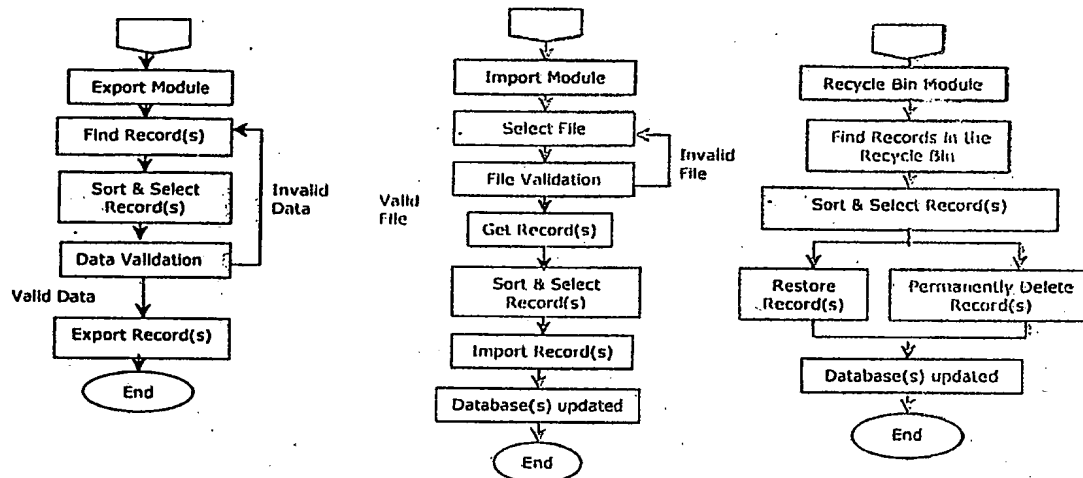 Export Module
Find Record(s)
Sort & Select
Record(s)
Invalid
Data
Data Validation
Valid Data
Export Record(s)
End
Import Module
Select File
Invalid
File
File Validation
Valid
File
Get Record(s)
Sort & Select
Record(s)
Import Record(s)
Database(s) updated
End
Recycle Bin Module
Find Records in the
Recycle Bin
Sort & Select Record(s)
Restore
Record(s)
Permanently Delete
Record(s)
Database(s) updated
End